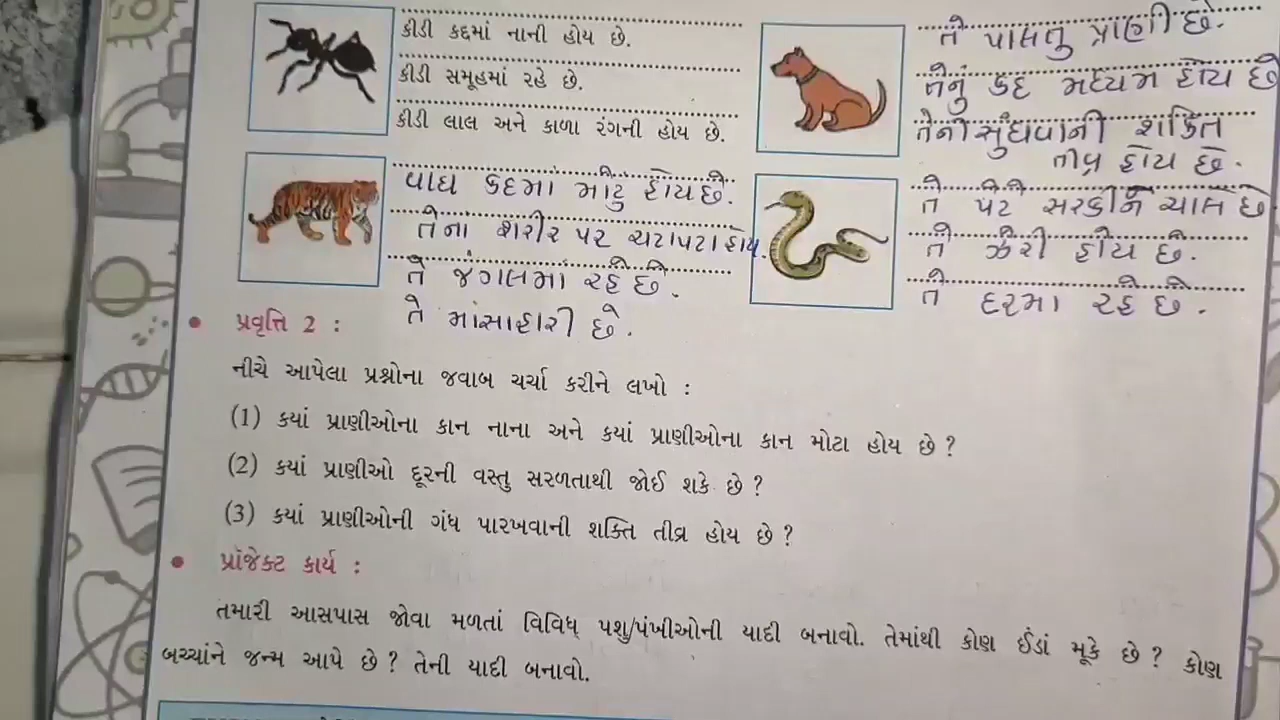 કીડી કદમાં નાની હોય છે.
કીડી સમૂહમાં રહે છે.
કીડી લાલ અને કાળા રંગની હોય છે.
તે પાલતુ પ્રાણી છે.
તેનું કદ મધ્યમ હોય છે
તેની સુંઘવાની શક્તિ
તીવ્ર હોય છે.
વાઘ કદમાં મોટું હોય છે.
તેના શરીર પર ચટાપટા હોય.
તે જંગલમાં રહે છે.
તે માંસાહારી છે.
તે પેટે સરકીને ચાલે છે
તે ઝેરી હોય છે.
તે દરમા રહે છે.
• પ્રવૃત્તિ 2 :
નીચે આપેલા પ્રશ્નોના જવાબ ચર્ચા કરીને લખો :
(1) કયાં પ્રાણીઓના કાન નાના અને કયાં પ્રાણીઓના કાન મોટા હોય છે ?
(2) કયાં પ્રાણીઓ દૂરની વસ્તુ સરળતાથી જોઈ શકે છે ?
(3) કયાં પ્રાણીઓની ગંધ પારખવાની શક્તિ તીવ્ર હોય છે ?
• પ્રૉજેક્ટ કાર્ય :
તમારી આસપાસ જોવા મળતાં વિવિધ પશુ/પંખીઓની યાદી બનાવો. તેમાંથી કોણ ઈંડાં મૂકે છે ? કોણ
બચ્ચાંને જન્મ આપે છે ? તેની યાદી બનાવો.